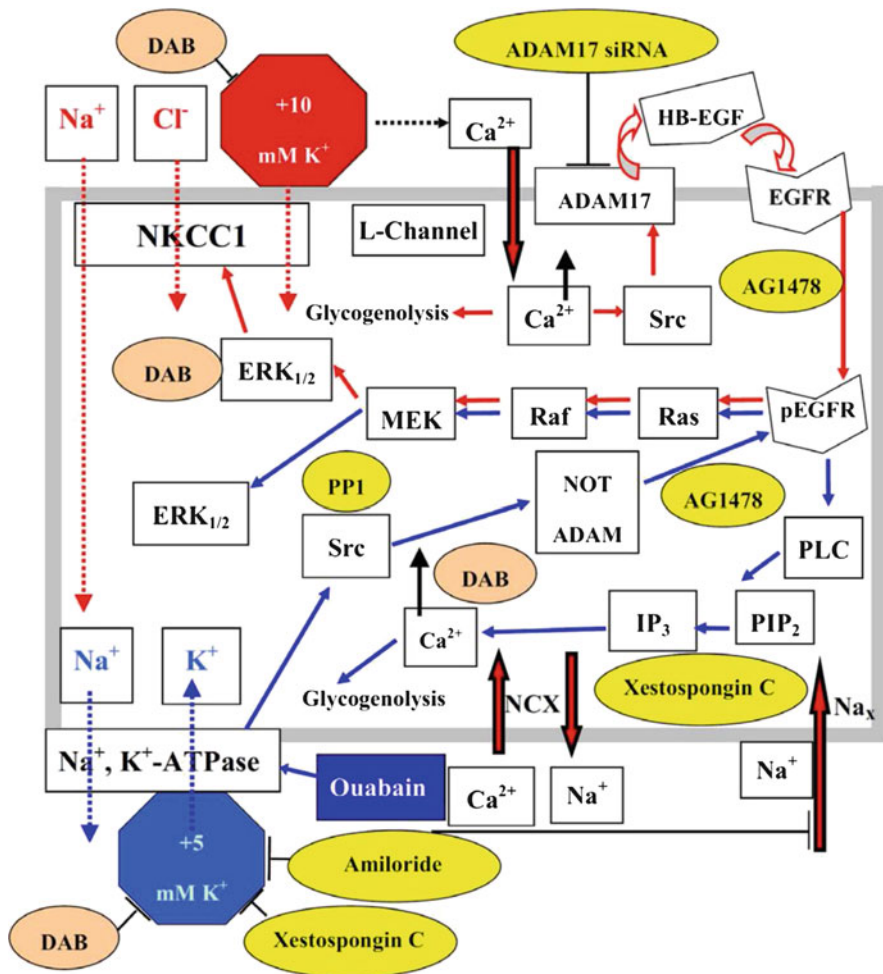 DAB
ADAM17 siRNA
Na⁺
Cl⁻
+10
mM K⁺
Ca²⁺
HB-EGF
ADAM17
EGFR
NKCC1
L-Channel
AG1478
Glycogenolysis
Ca²⁺
Src
DAB
ERK₁/₂
MEK
Raf
Ras
pEGFR
PP1
NOT
ADAM
AG1478
ERK₁/₂
Src
PLC
DAB
Na⁺
K⁺
Ca²⁺
IP₃
PIP₂
Glycogenolysis
Xestospongin C
NCX
Naₓ
Na⁺, K⁺-ATPase
Ouabain
Ca²⁺
Na⁺
Na⁺
+5
mM K⁺
Amiloride
DAB
Xestospongin C